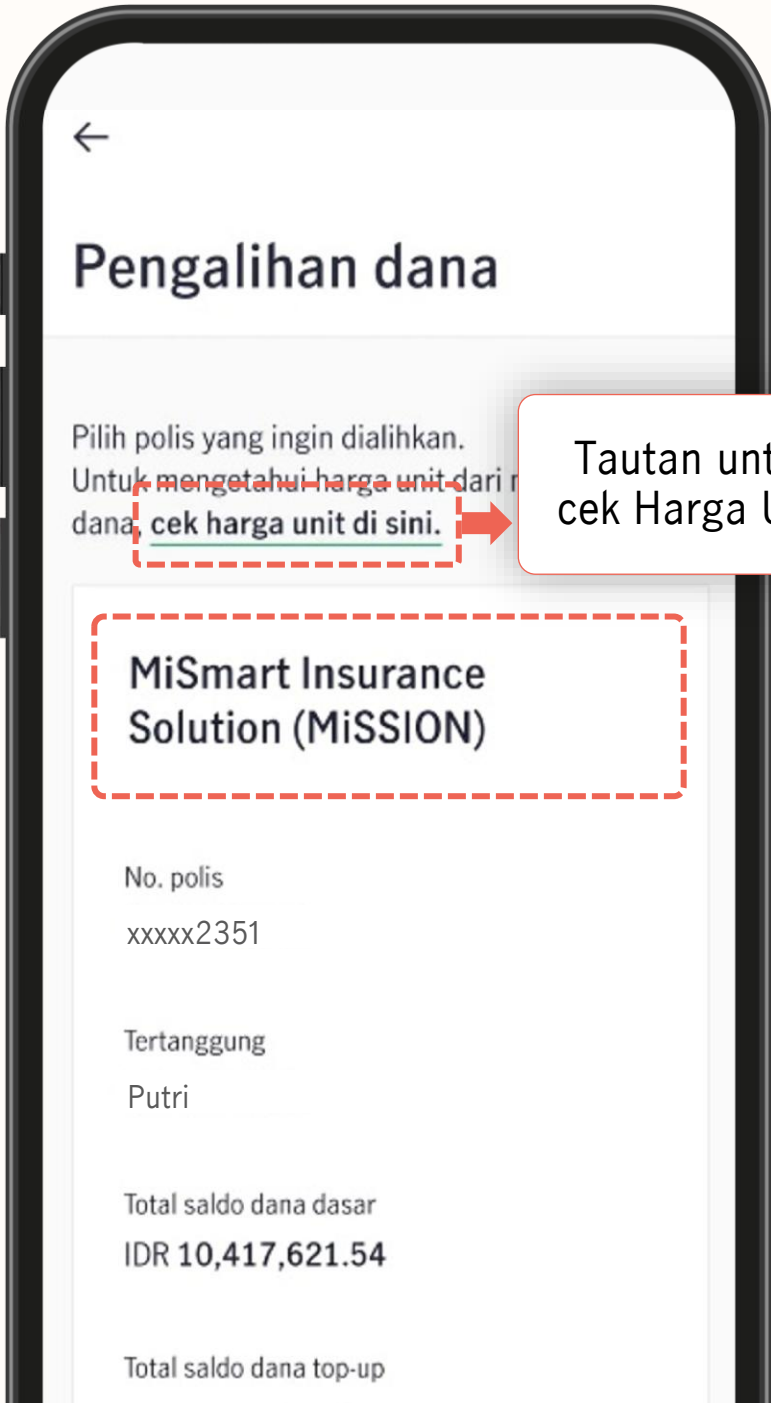 Pengalihan dana
Pilih polis yang ingin dialihkan.
Untuk mengetahui harga unit dari
dana, cek harga unit di sini.
Tautan
cek Harga
MiSmart Insurance
Solution (MiSSION)
No. polis
xxxxx2351
Tertanggung
Putri
Total saldo dana dasar
IDR 10,417,621.54
Total saldo dana top-up